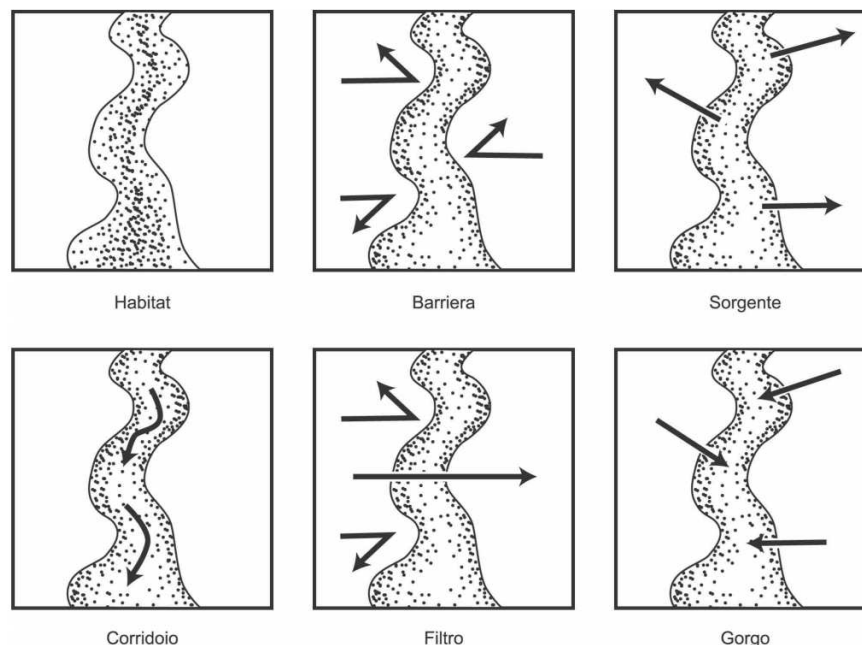 Habitat
Barriera
Sorgente
Corridoio
Filtro
Gorgo